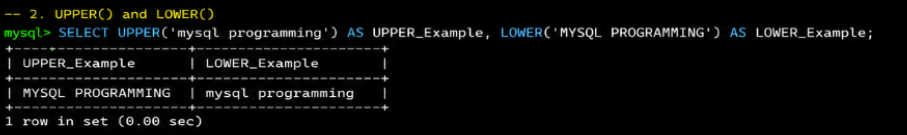 -- 2. UPPER() and LOWER()
mysql> SELECT UPPER('mysql programming') AS UPPER_Example, LOWER('MYSQL PROGRAMMING') AS LOWER_Example;
+----+---------------+---------------------+
| UPPER_Example     | LOWER_Example       |
+-------------------+---------------------+
| MYSQL PROGRAMMING | mysql programming   |
+-------------------+---------------------+
1 row in set (0.00 sec)